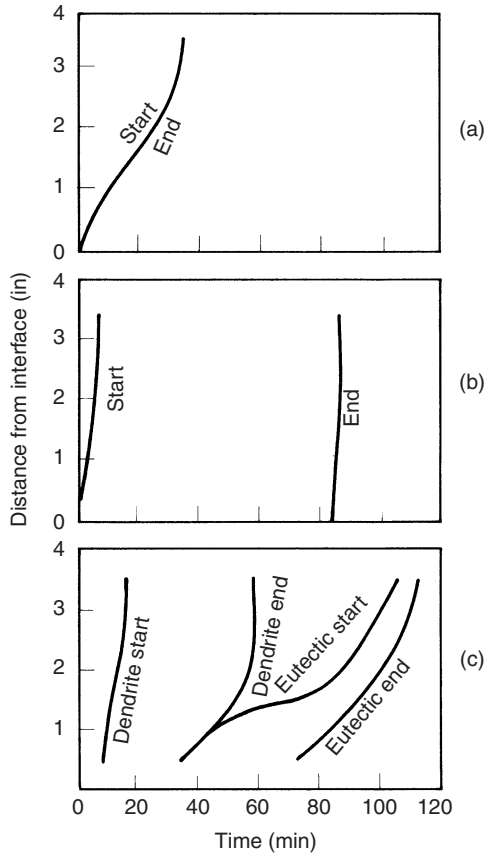 4
3
2
1
0
Start
End
(a)
4
3
2
1
0
Start
End
(b)
Distance from interface (in)
4
3
2
1
Dendrite start
Dendrite end
Eutectic start
Eutectic end
(c)
0 20 40 60 80 100 120
Time (min)